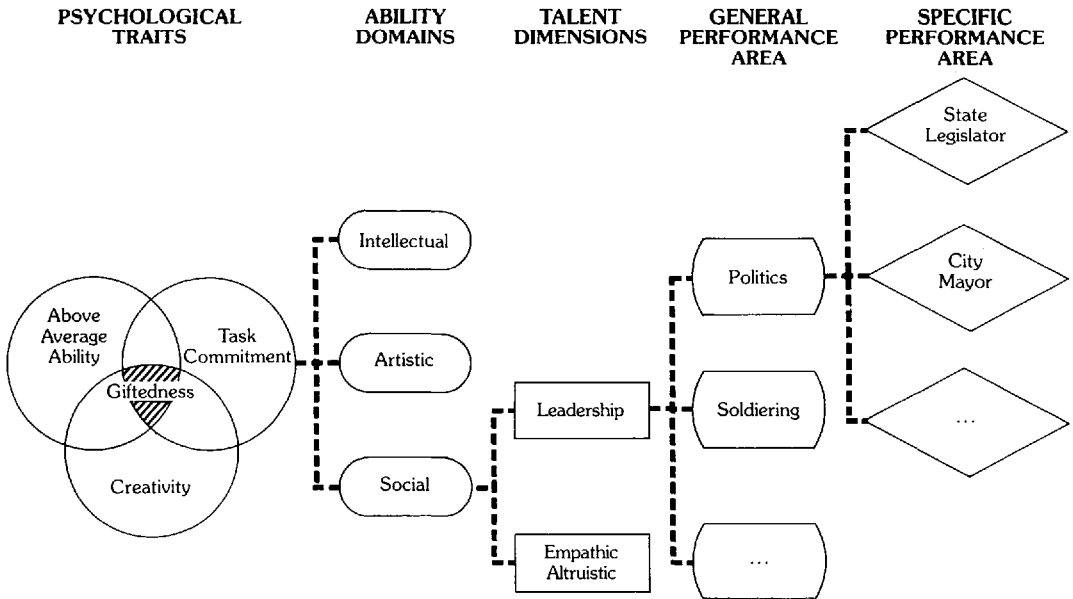 PSYCHOLOGICAL
TRAITS
ABILITY
DOMAINS
TALENT
DIMENSIONS
GENERAL
PERFORMANCE
AREA
SPECIFIC
PERFORMANCE
AREA
Above
Average
Ability
Task
Commitment
Giftedness
Creativity
Intellectual
Artistic
Social
Leadership
Empathic
Altruistic
Politics
Soldiering
...
State
Legislator
City
Mayor
...